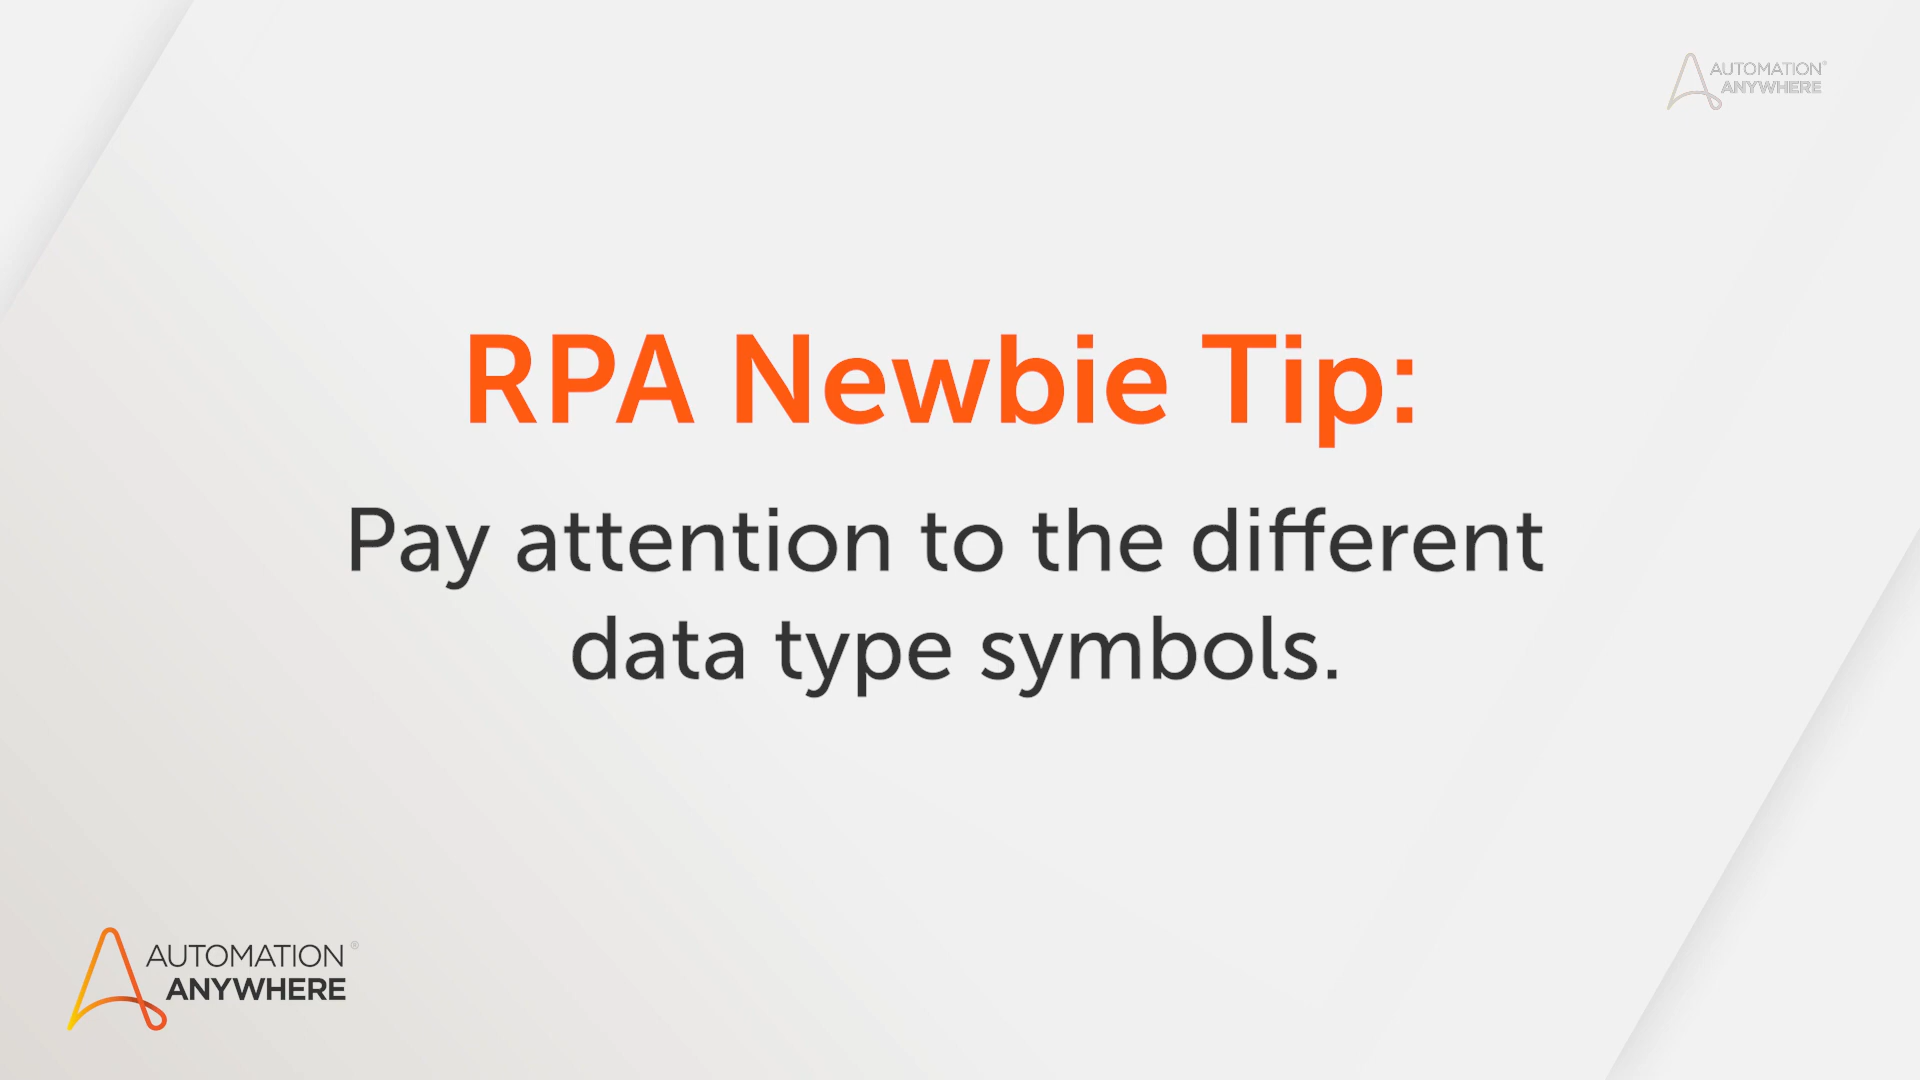 AUTOMATION®
ANYWHERE
RPA Newbie Tip:
Pay attention to the different
data type symbols.
AUTOMATION®
ANYWHERE